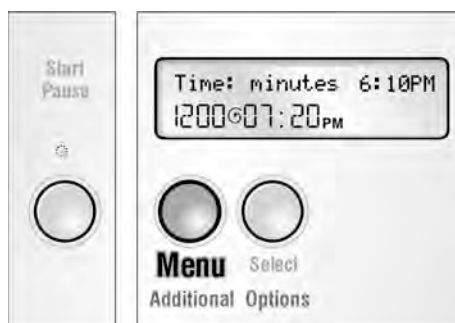 Start
Pause
Time: minutes 6:10PM
1200 07:20PM
Menu Select
Additional Options